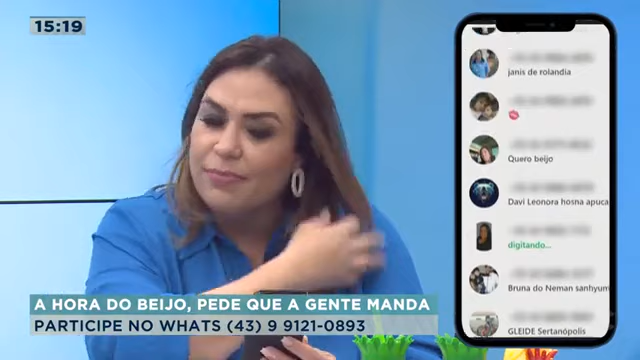 15:19
janis de rolandia
Quero beijo
Davi Leonora hosna apuca
digitando...
Bruna do Neman sanhyum
GLEIDE Sertanópolis
A HORA DO BEIJO, PEDE QUE A GENTE MANDA
PARTICIPE NO WHATS (43) 9 9121-0893